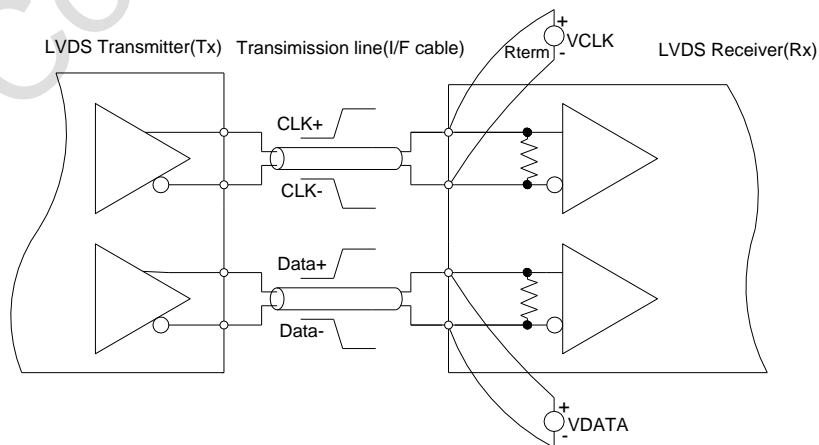 LVDS Transmitter(Tx) Transimission line(I/F cable) LVDS Receiver(Rx)
+
VCLK
-
Rterm
CLK+
CLK-
Data+
Data-
+
VDATA
-